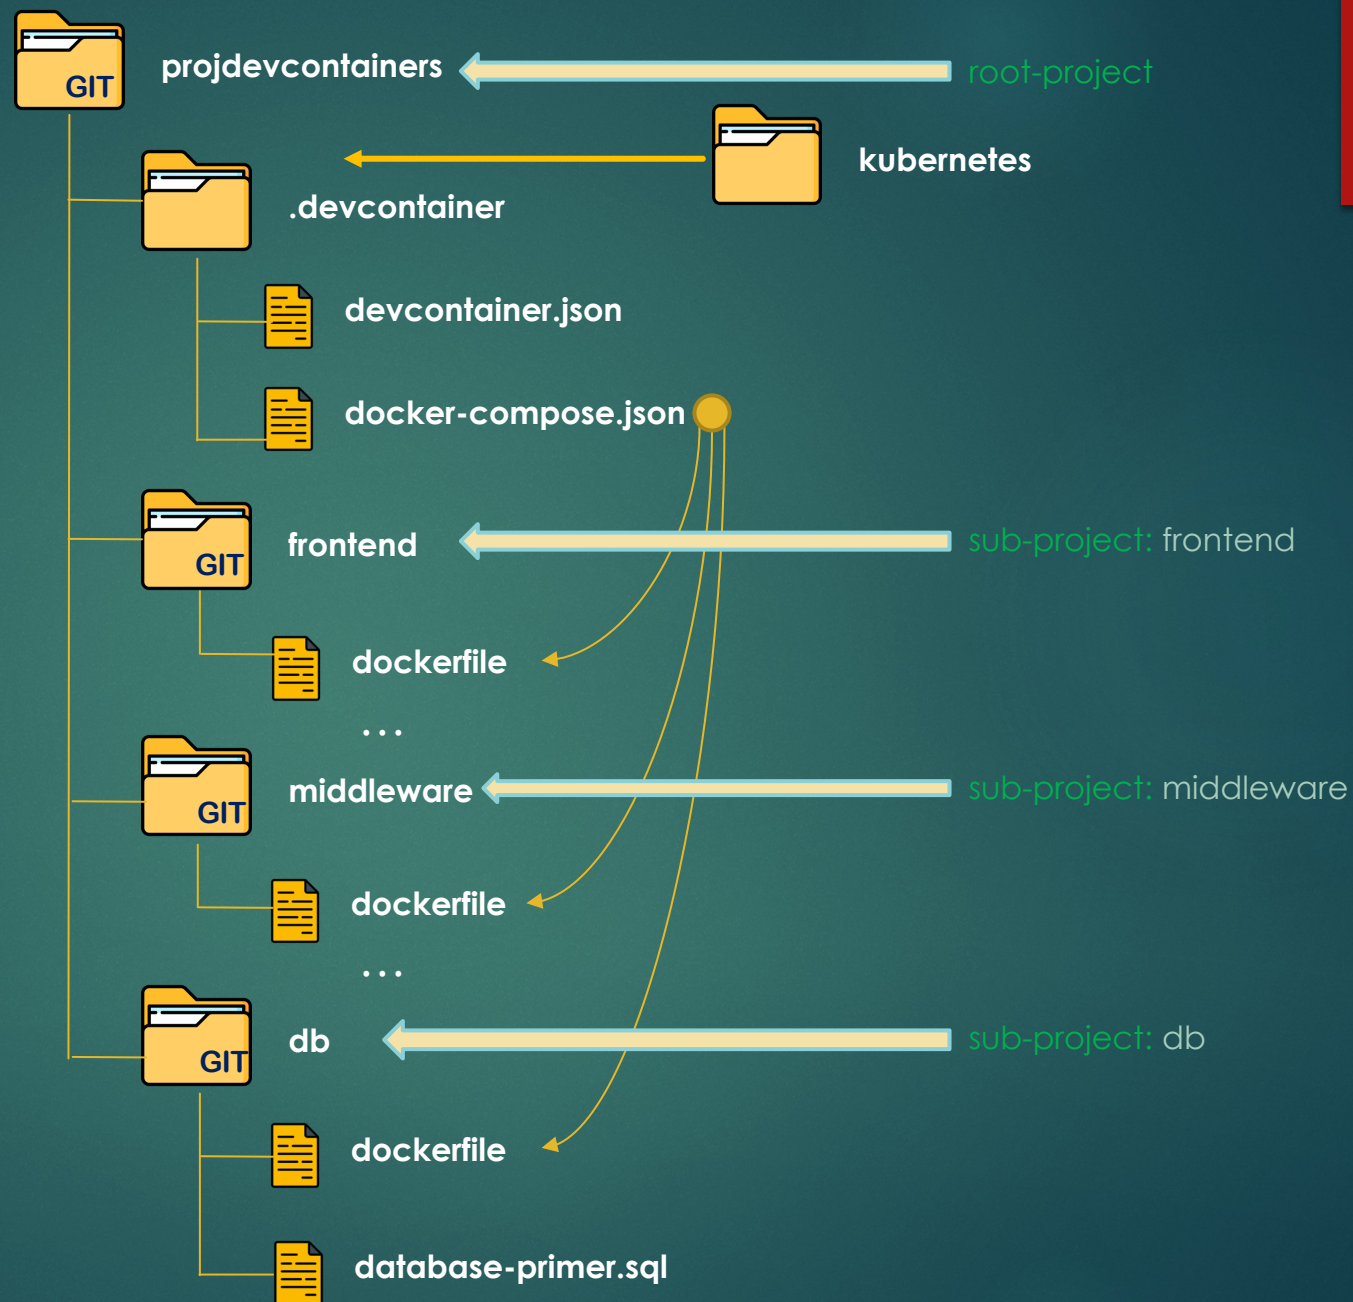 GIT
projdevcontainers
root-project
kubernetes
.devcontainer
devcontainer.json
docker-compose.json
GIT
frontend
sub-project: frontend
dockerfile
...
GIT
middleware
sub-project: middleware
dockerfile
...
GIT
db
sub-project: db
dockerfile
database-primer.sql